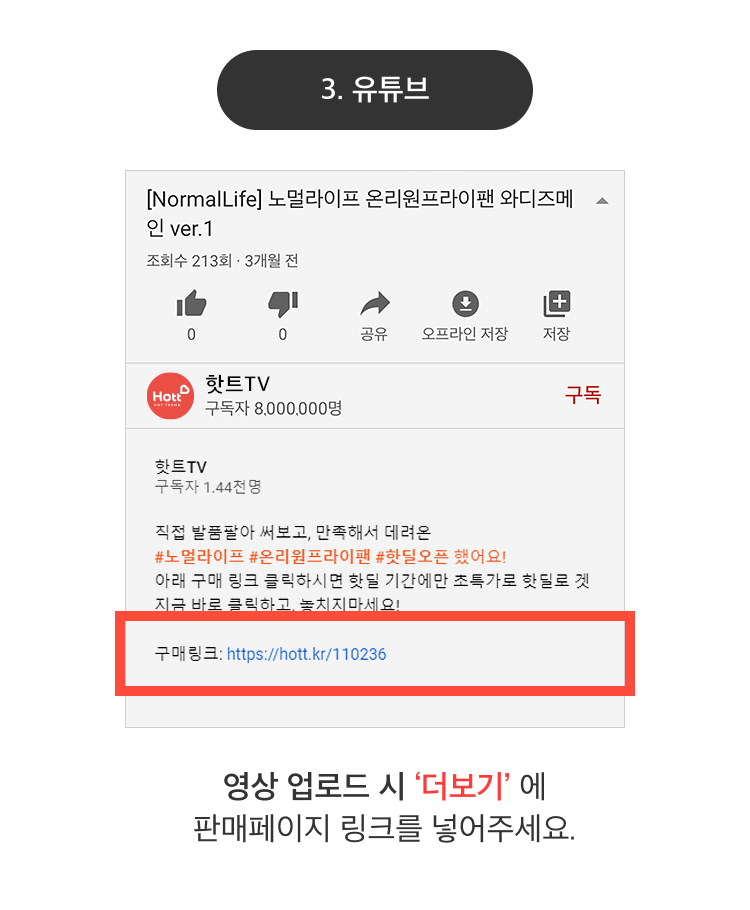 3. 유튜브
[NormalLife] 노멀라이프 온리원프라이팬 와디즈메
인 ver.1
조회수 213회 · 3개월 전
0
0
공유
오프라인 저장
저장
Hott
HOT TREND
핫트TV
구독자 8,000,000명
구독
핫트TV
구독자 1.44천명
직접 발품팔아 써보고, 만족해서 데려온
#노멀라이프 #온리원프라이팬 #핫딜오픈 했어요!
아래 구매 링크 클릭하시면 핫딜 기간에만 초특가로 핫딜로 겟
지금 바로 클릭하고, 놓치지마세요!
구매링크: https://hott.kr/110236
영상 업로드 시 ‘더보기’ 에
판매페이지 링크를 넣어주세요.